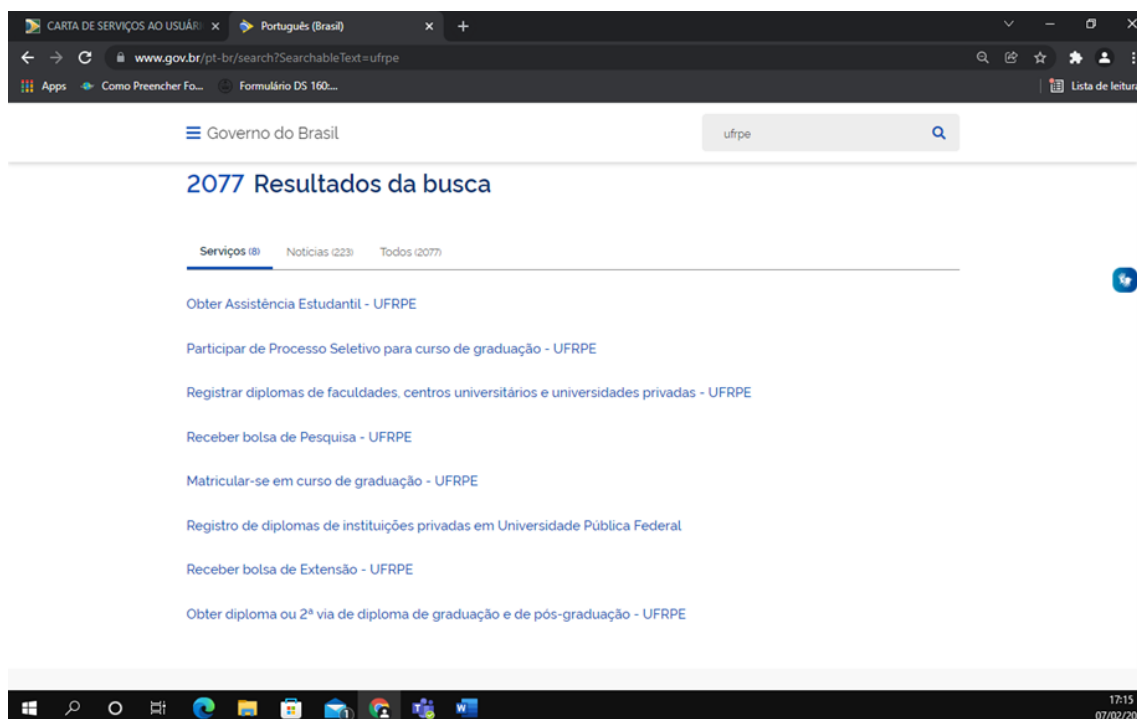 CARTA DE SERVIÇOS AO USUÁRI
Português (Brasil)
www.gov.br/pt-br/search?SearchableText=ufrpe
Apps
Como Preencher Fo...
Formulário DS 160:...
Lista de leitura
Governo do Brasil
ufrpe
2077 Resultados da busca
Serviços (8)
Notícias (223)
Todos (2077)
Obter Assistência Estudantil - UFRPE
Participar de Processo Seletivo para curso de graduação - UFRPE
Registrar diplomas de faculdades, centros universitários e universidades privadas - UFRPE
Receber bolsa de Pesquisa - UFRPE
Matricular-se em curso de graduação - UFRPE
Registro de diplomas de instituições privadas em Universidade Pública Federal
Receber bolsa de Extensão - UFRPE
Obter diploma ou 2ª via de diploma de graduação e de pós-graduação - UFRPE
17:15
07/02/20